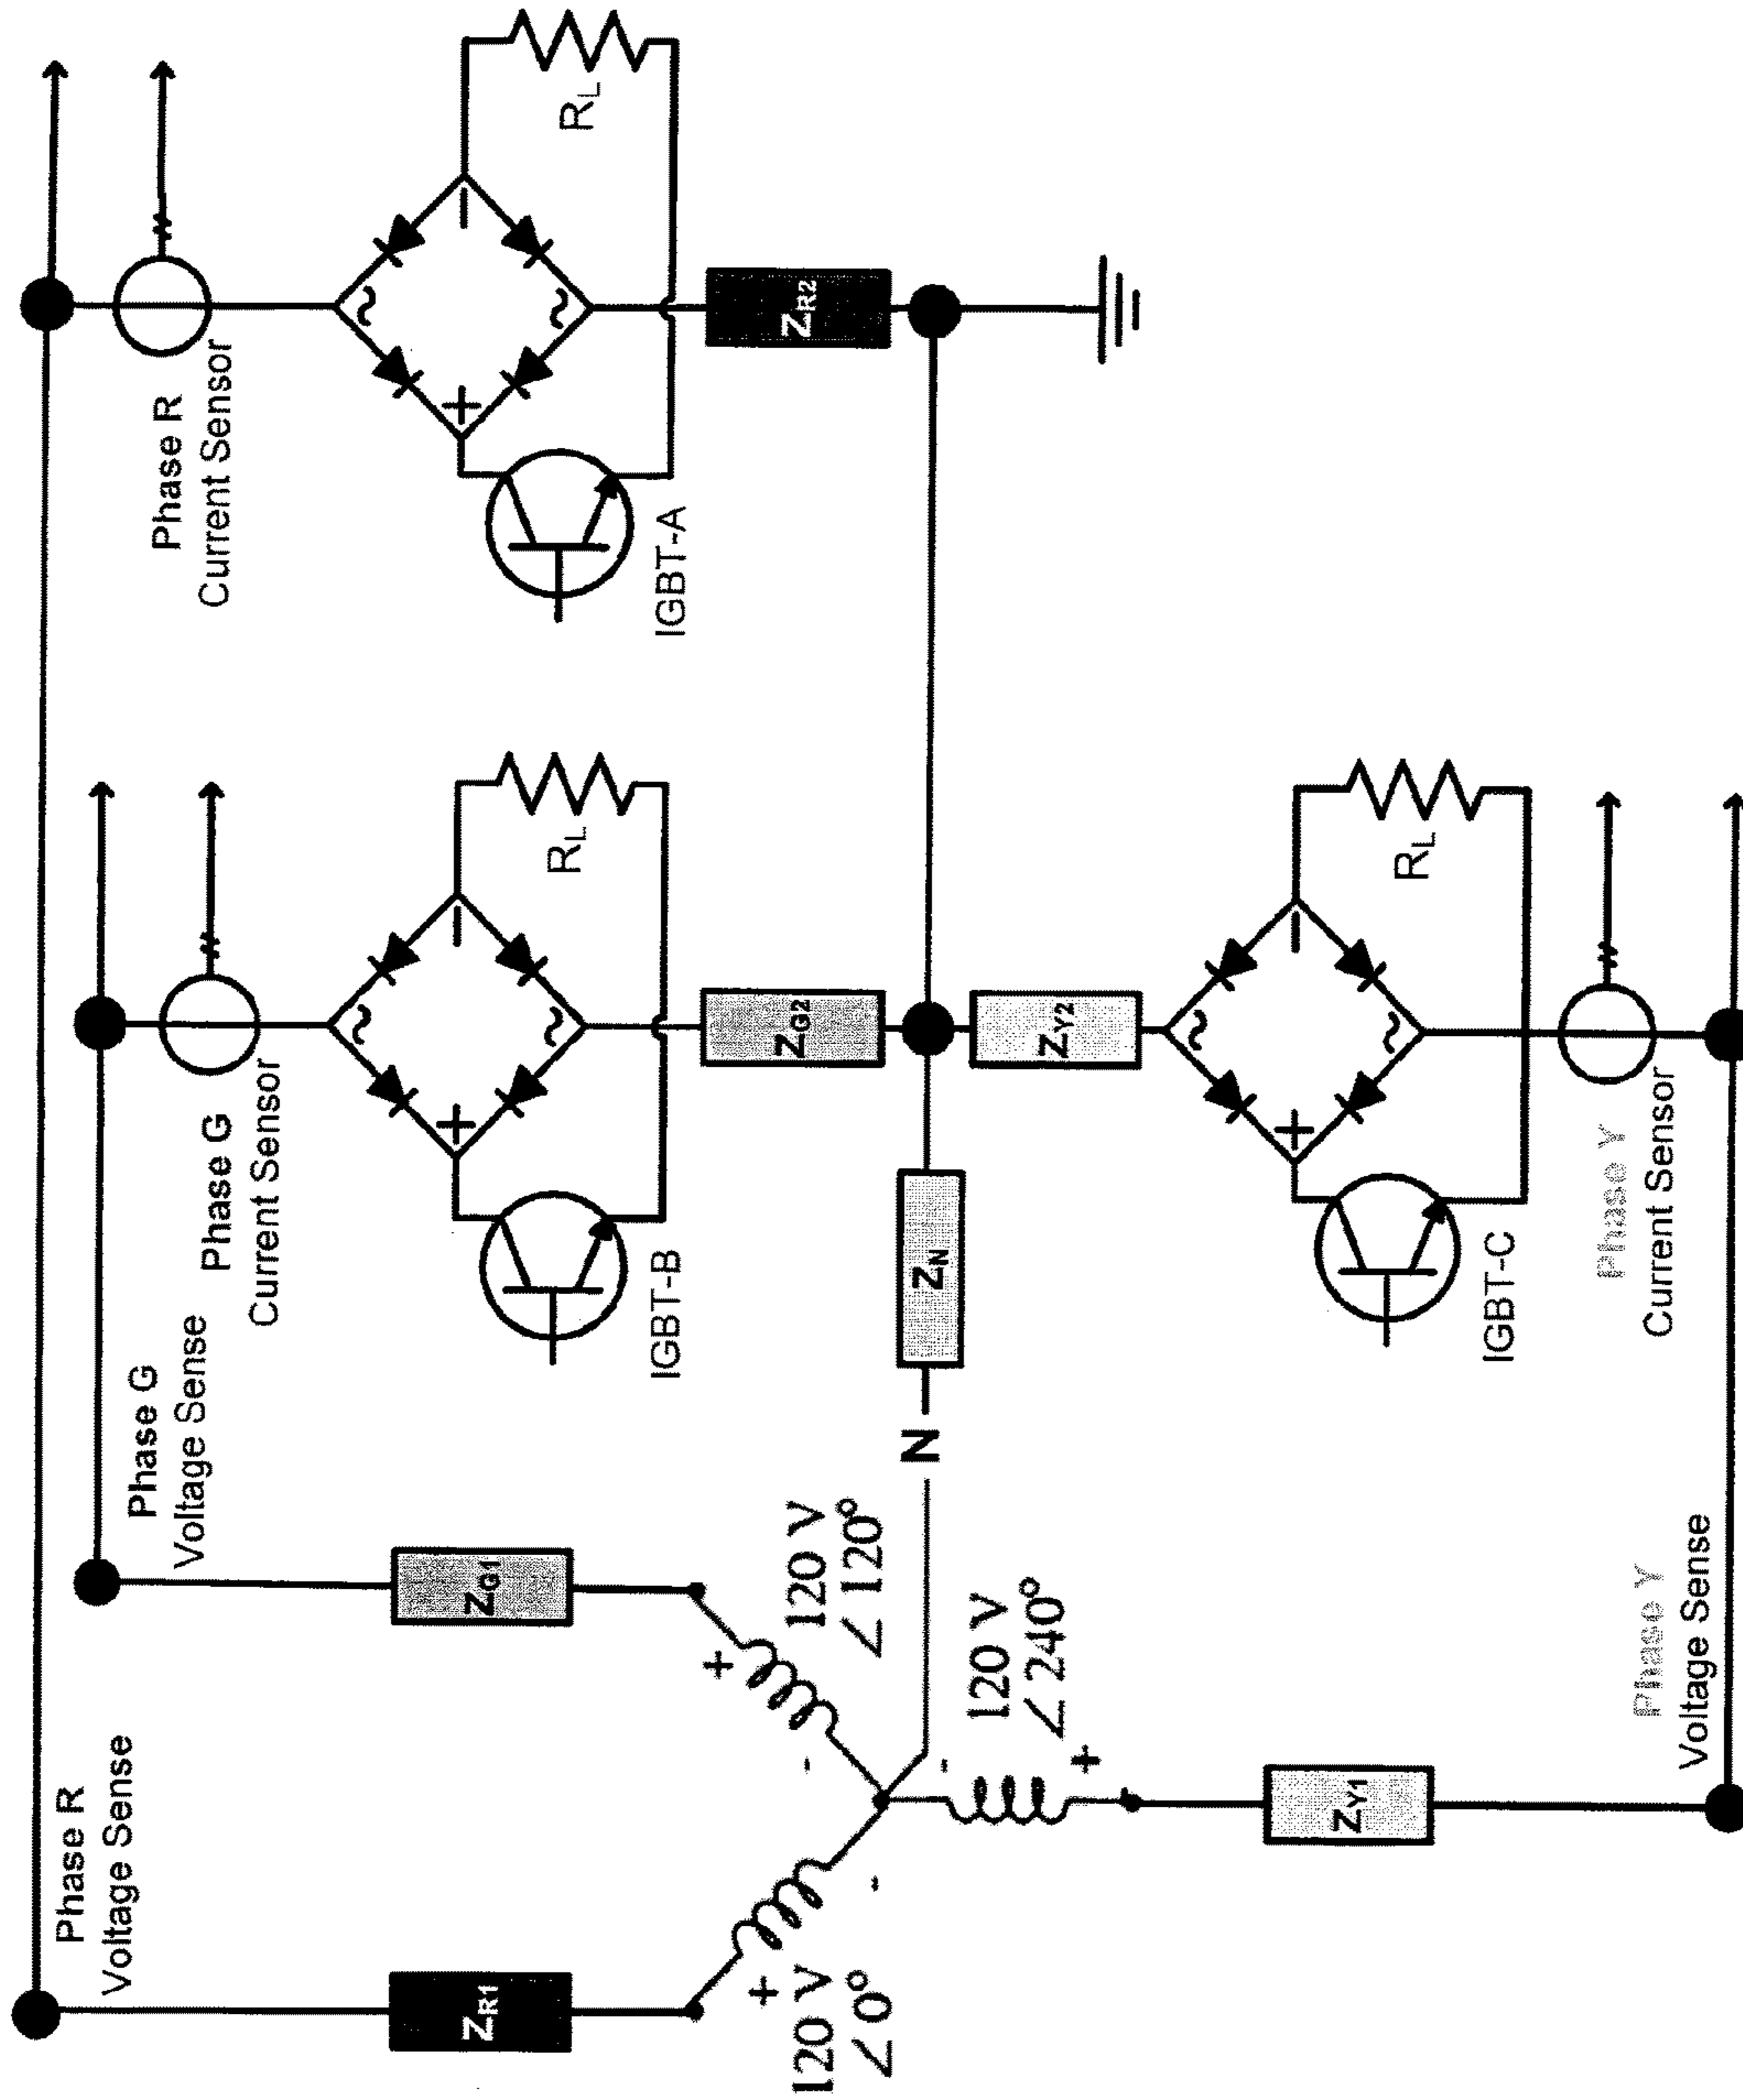 Phase R
Voltage Sense
Phase G
Voltage Sense
Phase G
Current Sensor
Phase R
Current Sensor
Z_R1
Z_G1
+
120 V
∠ 0°
-
+
120 V
∠ 120°
-
-
120 V
∠ 240°
+
Z_Y1
Phase Y
Voltage Sense
N
Z_N
~
+
−
~
IGBT-B
R_L
Z_G2
~
+
−
~
IGBT-A
R_L
Z_R2
Z_Y2
~
+
−
~
IGBT-C
R_L
Phase Y
Current Sensor